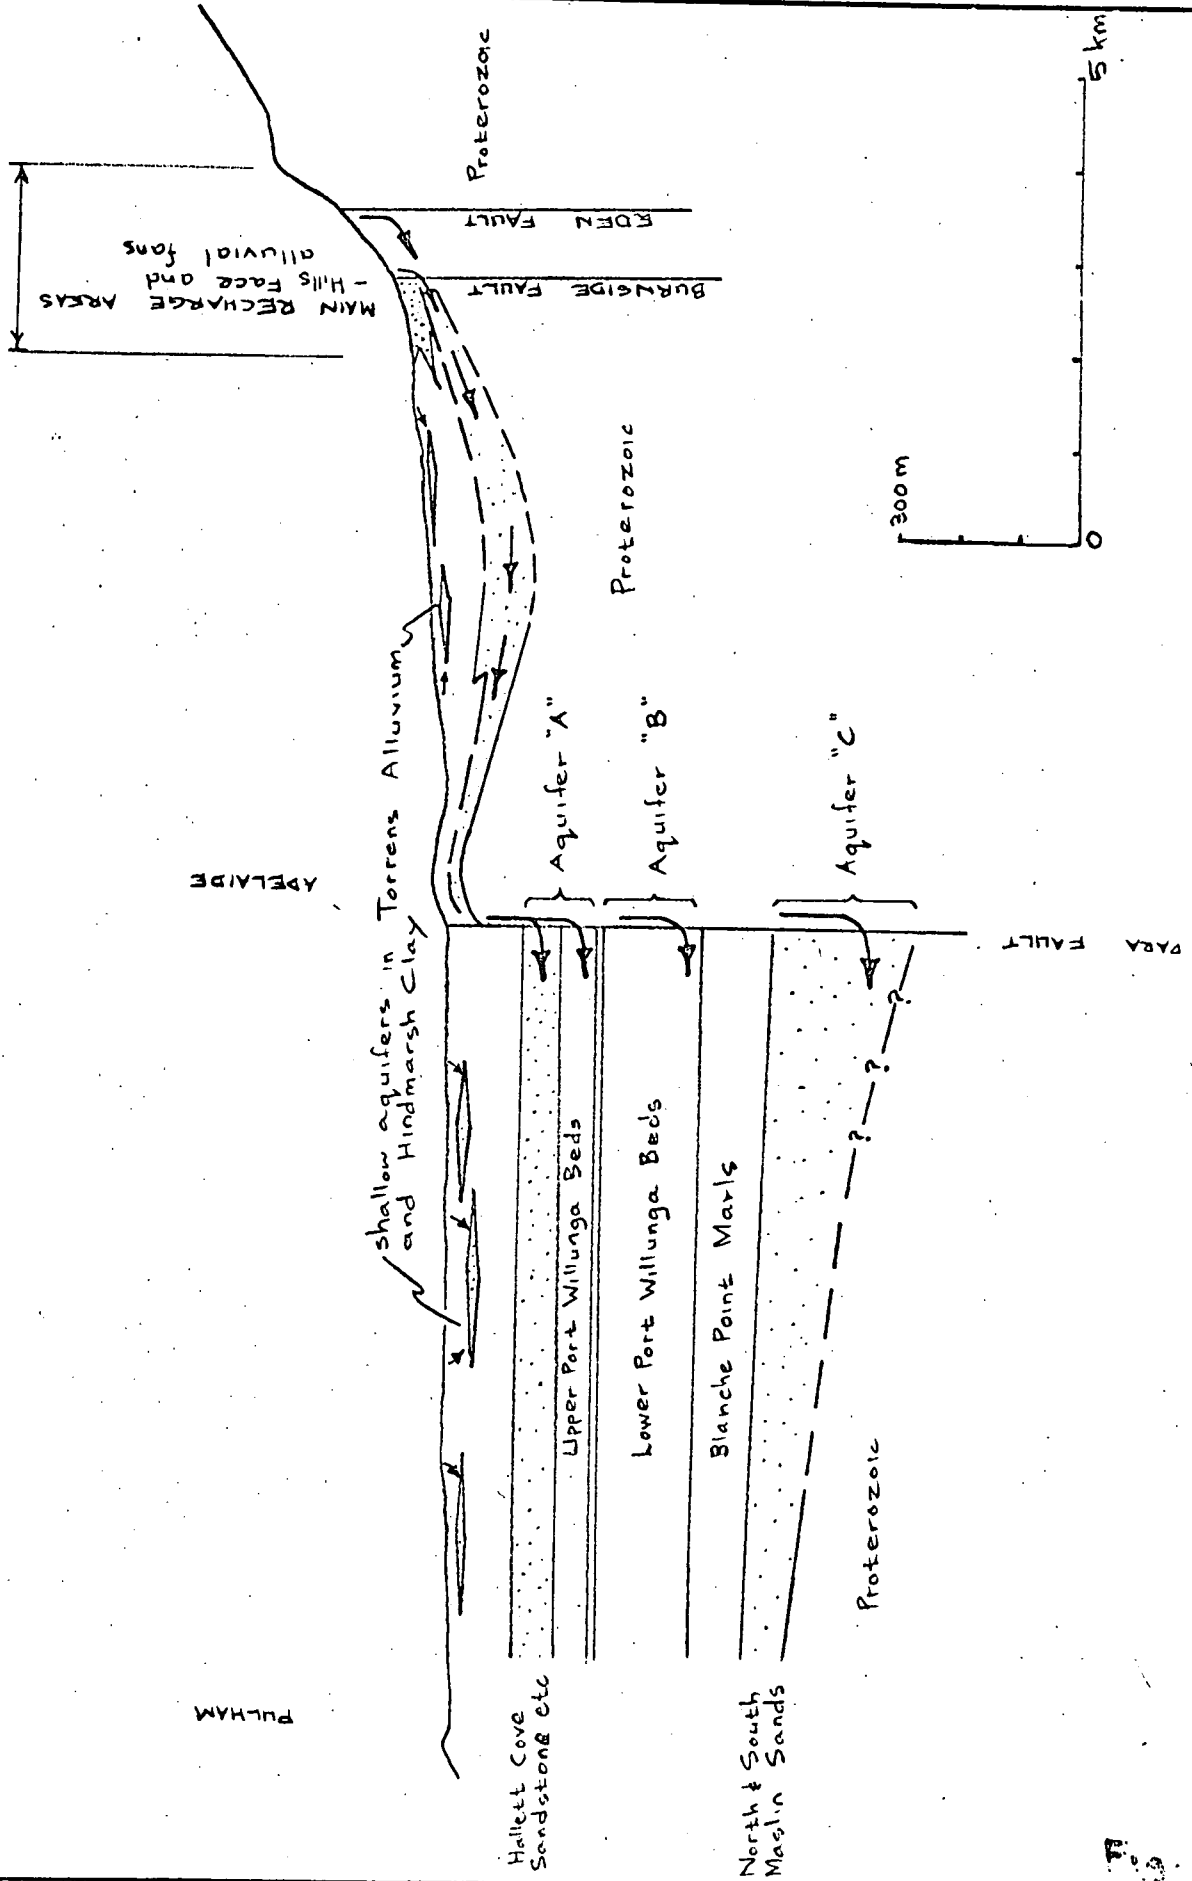 MAIN RECHARGE AREAS
- Hills Face and
alluvial fans
EDEN FAULT
Proterozoic
BURNSIDE FAULT
ADELAIDE
PULHAM
shallow aquifers in Torrens Alluvium
and Hindmarsh Clay
Proterozoic
Aquifer "A"
Aquifer "B"
Aquifer "C"
PARA FAULT
Hallett Cove
Sandstone etc
Upper Port Willunga Beds
Lower Port Willunga Beds
Blanche Point Marls
North & South
Maslin Sands
? ? ?
Proterozoic
300m
0
5 km